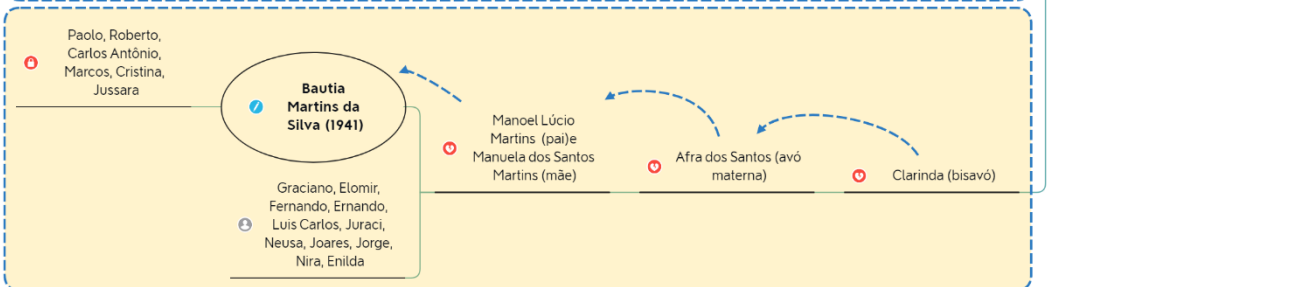 Paolo, Roberto,
Carlos Antônio,
Marcos, Cristina,
Jussara
Bautia
Martins da
Silva (1941)
Graciano, Elomir,
Fernando, Ernando,
Luis Carlos, Juraci,
Neusa, Joares, Jorge,
Nira, Enilda
Manoel Lúcio
Martins (pai)e
Manuela dos Santos
Martins (mãe)
Afra dos Santos (avó
materna)
Clarinda (bisavó)